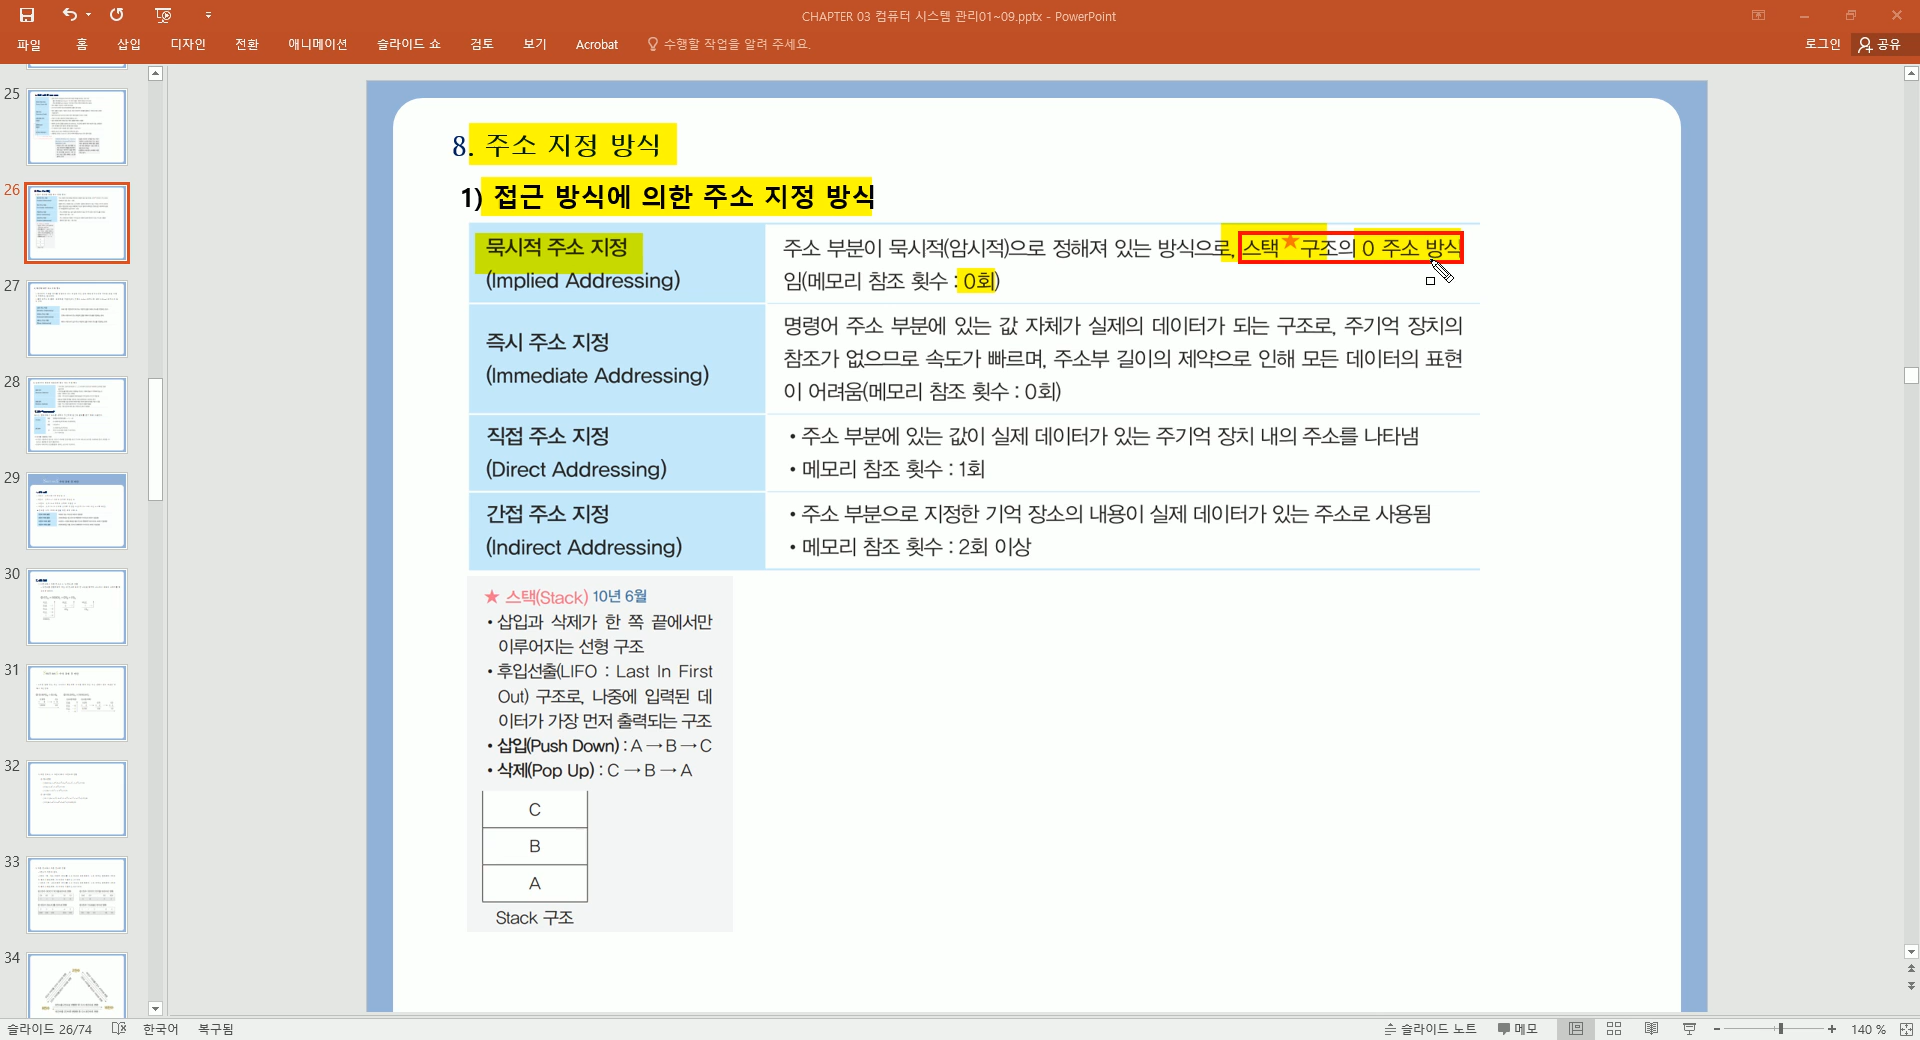 CHAPTER 03 컴퓨터 시스템 관리01~09.pptx - PowerPoint
파일 홈 삽입 디자인 전환 애니메이션 슬라이드 쇼 검토 보기 Acrobat 수행할 작업을 알려 주세요.
로그인 공유
25
26
27
28
29
30
31
32
33
34
8. 주소 지정 방식
1) 접근 방식에 의한 주소 지정 방식
묵시적 주소 지정
(Implied Addressing)
주소 부분이 묵시적(암시적)으로 정해져 있는 방식으로, 스택★ 구조의 0 주소 방식
임(메모리 참조 횟수 : 0회)
즉시 주소 지정
(Immediate Addressing)
명령어 주소 부분에 있는 값 자체가 실제의 데이터가 되는 구조로, 주기억 장치의
참조가 없으므로 속도가 빠르며, 주소부 길이의 제약으로 인해 모든 데이터의 표현
이 어려움(메모리 참조 횟수 : 0회)
직접 주소 지정
(Direct Addressing)
• 주소 부분에 있는 값이 실제 데이터가 있는 주기억 장치 내의 주소를 나타냄
• 메모리 참조 횟수 : 1회
간접 주소 지정
(Indirect Addressing)
• 주소 부분으로 지정한 기억 장소의 내용이 실제 데이터가 있는 주소로 사용됨
• 메모리 참조 횟수 : 2회 이상
★ 스택(Stack) 10년 6월
• 삽입과 삭제가 한 쪽 끝에서만
이루어지는 선형 구조
• 후입선출(LIFO : Last In First
Out) 구조로, 나중에 입력된 데
이터가 가장 먼저 출력되는 구조
• 삽입(Push Down) : A → B → C
• 삭제(Pop Up) : C → B → A
C
B
A
Stack 구조
슬라이드 26/74 한국어 복구됨
슬라이드 노트 메모 140 %